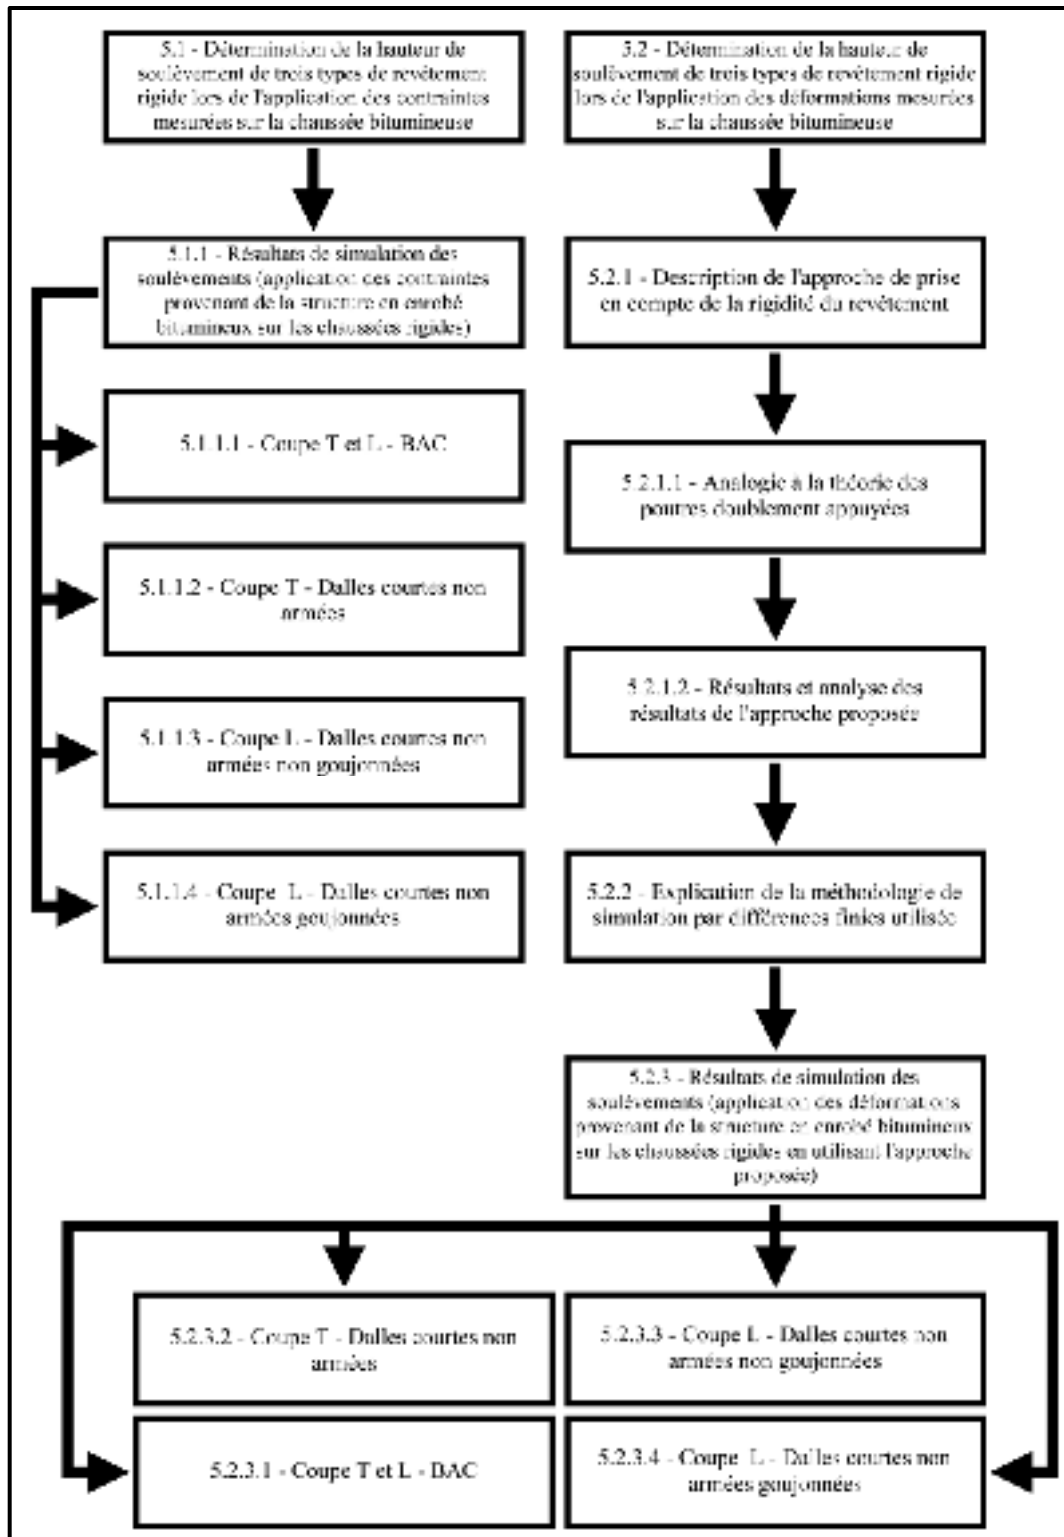 5.1 - Détermination de la hauteur de
soulèvement de trois types de revêtement
rigide lors de l'application des contraintes
mesurées sur la chaussée bitumineuse
5.1.1 - Résultats de simulation des
soulèvements (application des contraintes
provenant de la structure en enrobé
bitumineux sur les chaussées rigides)
5.1.1.1 - Coupe T et L - BAC
5.1.1.2 - Coupe T - Dalles courtes non
armées
5.1.1.3 - Coupe L - Dalles courtes non
armées non goujonnées
5.1.1.4 - Coupe L - Dalles courtes non
armées goujonnées
5.2 - Détermination de la hauteur de
soulèvement de trois types de revêtement rigide
lors de l'application des déformations mesurées
sur la chaussée bitumineuse
5.2.1 - Description de l'approche de prise
en compte de la rigidité du revêtement
5.2.1.1 - Analogie à la théorie des
poutres doublement appuyées
5.2.1.2 - Résultats et analyse des
résultats de l'approche proposée
5.2.2 - Explication de la méthodologie de
simulation par différences finies utilisée
5.2.3 - Résultats de simulation des
soulèvements (application des déformations
provenant de la structure en enrobé bitumineux
sur les chaussées rigides en utilisant l'approche
proposée)
5.2.3.2 - Coupe T - Dalles courtes non
armées
5.2.3.3 - Coupe L - Dalles courtes non
armées non goujonnées
5.2.3.1 - Coupe T et L - BAC
5.2.3.4 - Coupe L - Dalles courtes non
armées goujonnées